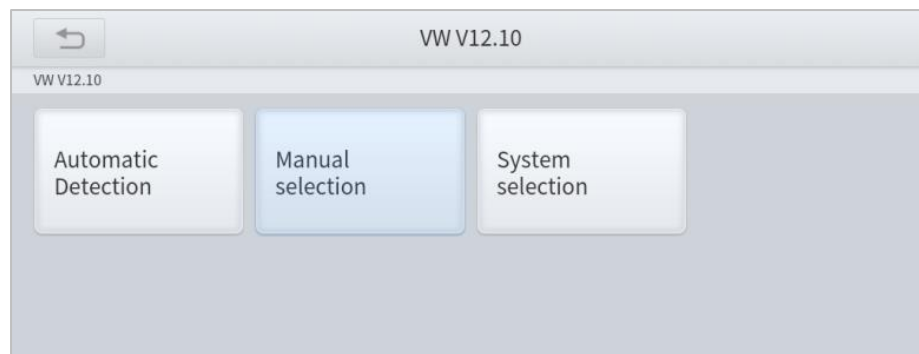 VW V12.10
VW V12.10
Automatic
Detection
Manual
selection
System
selection